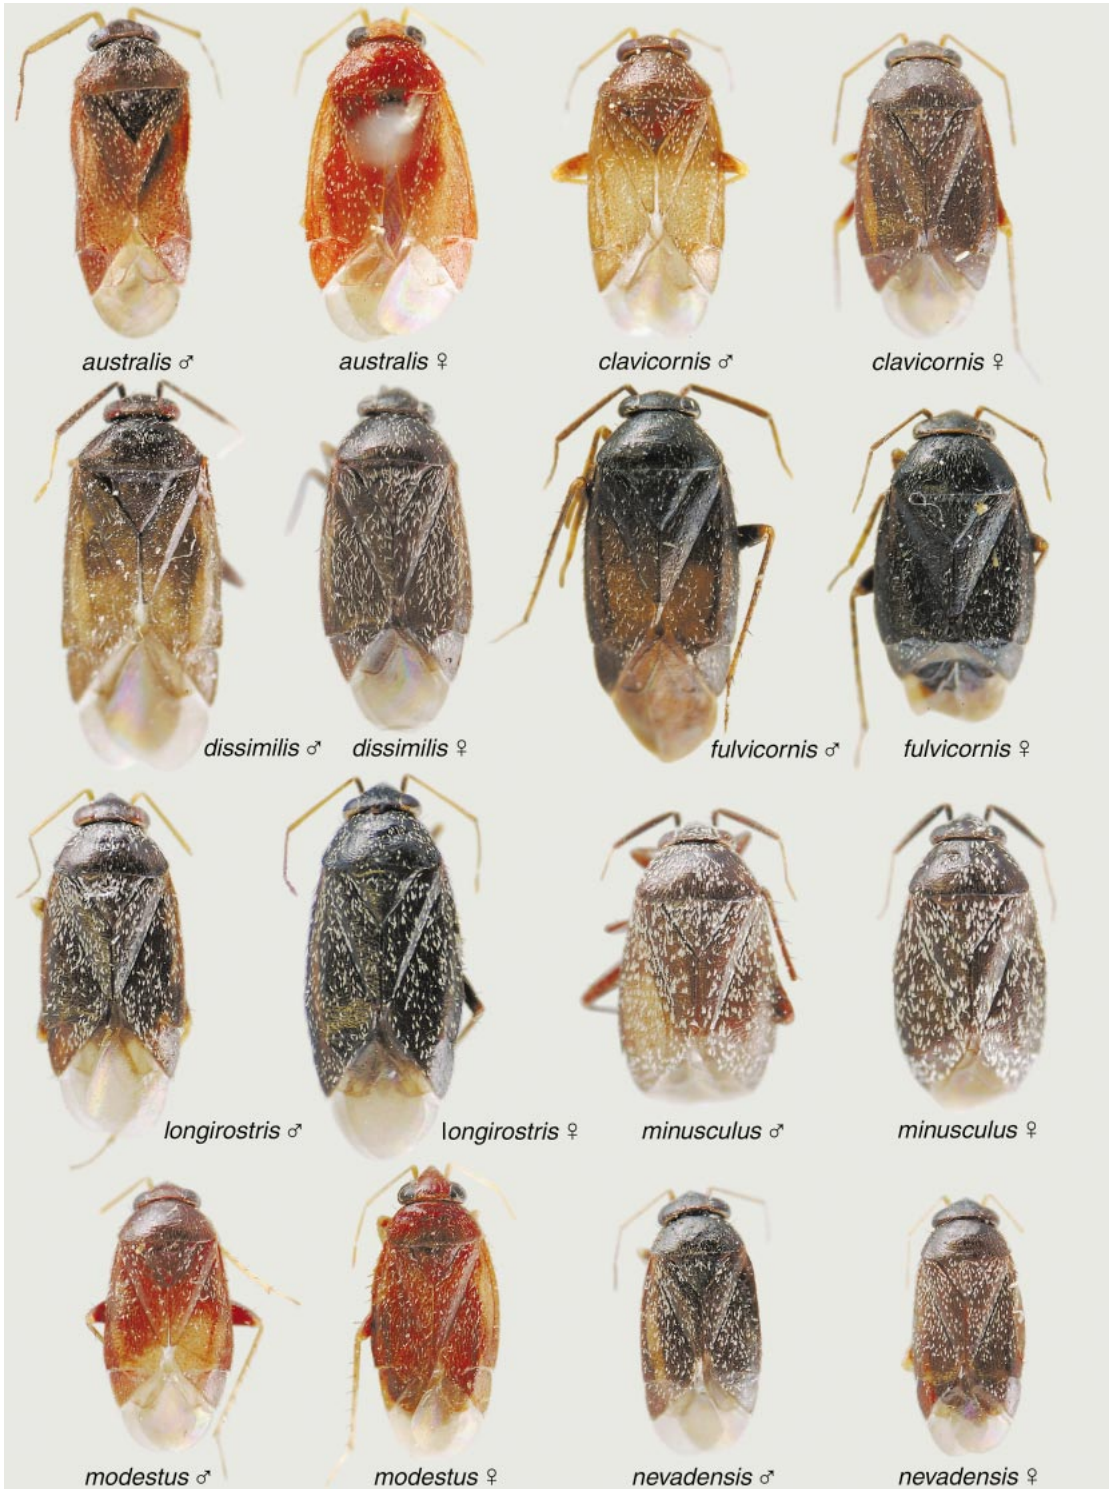 australis ♂ australis ♀ clavicornis ♂ clavicornis ♀
dissimilis ♂ dissimilis ♀ fulvicornis ♂ fulvicornis ♀
longirostris ♂ longirostris ♀ minusculus ♂ minusculus ♀
modestus ♂ modestus ♀ nevadensis ♂ nevadensis ♀